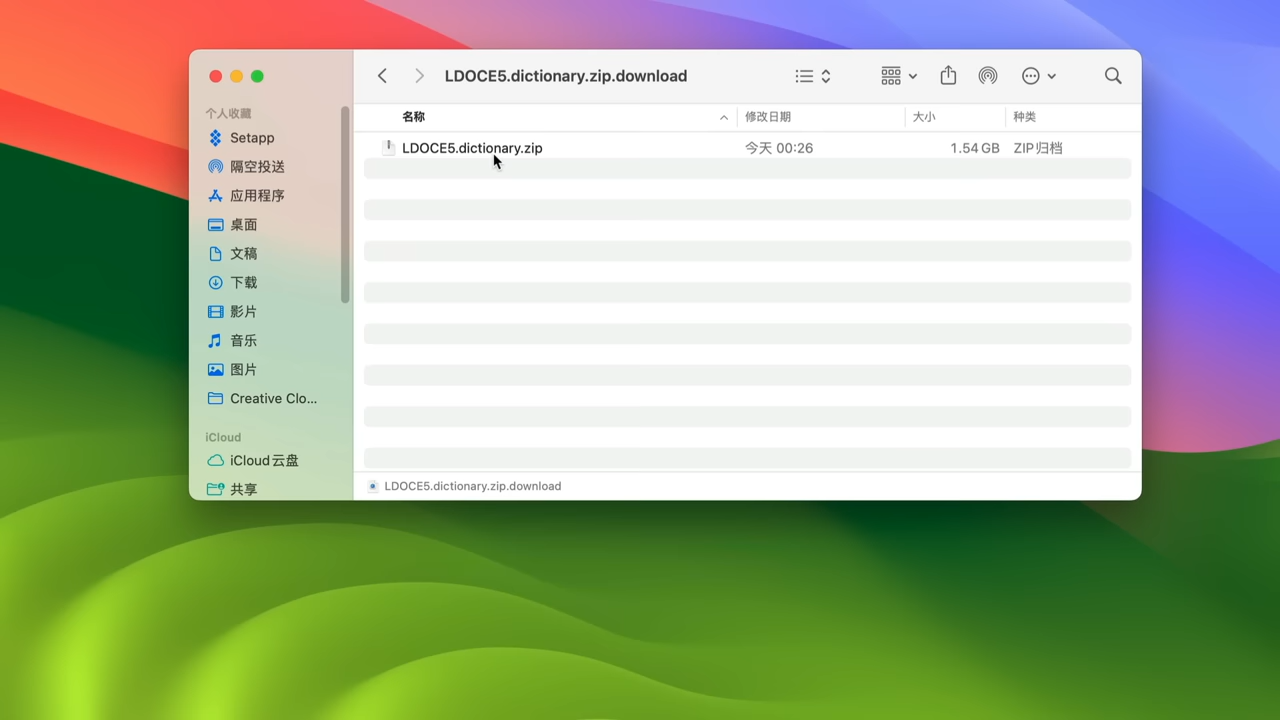 LDOCE5.dictionary.zip.download
个人收藏
Setapp
隔空投送
应用程序
桌面
文稿
下载
影片
音乐
图片
Creative Clo...
iCloud
iCloud云盘
共享
名称 修改日期 大小 种类
LDOCE5.dictionary.zip 今天 00:26 1.54 GB ZIP归档
LDOCE5.dictionary.zip.download